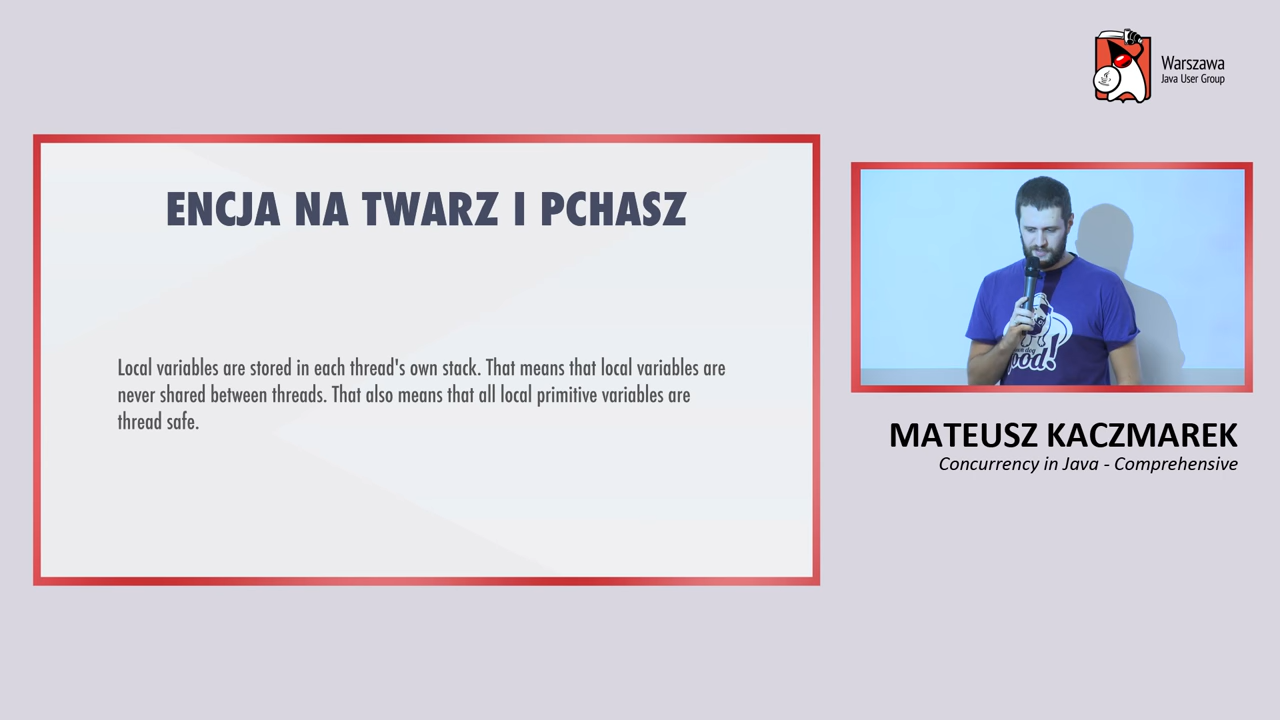 Warszawa
Java User Group
ENCJA NA TWARZ I PCHASZ
Local variables are stored in each thread's own stack. That means that local variables are
never shared between threads. That also means that all local primitive variables are
thread safe.
MATEUSZ KACZMAREK
Concurrency in Java - Comprehensive